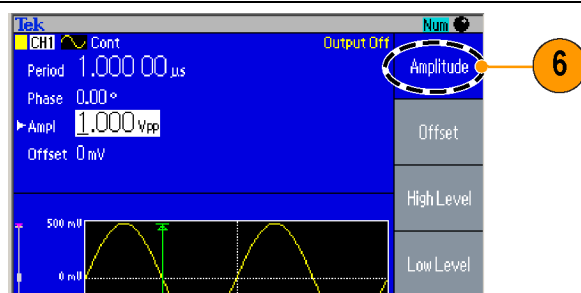 Tek
Num
CH1 Cont
Output Off
Period 1.000 00 µs
Phase 0.00 °
Ampl 1.000 Vpp
Offset 0 mV
Amplitude
6
Offset
High Level
Low Level
500 mV
0 mV